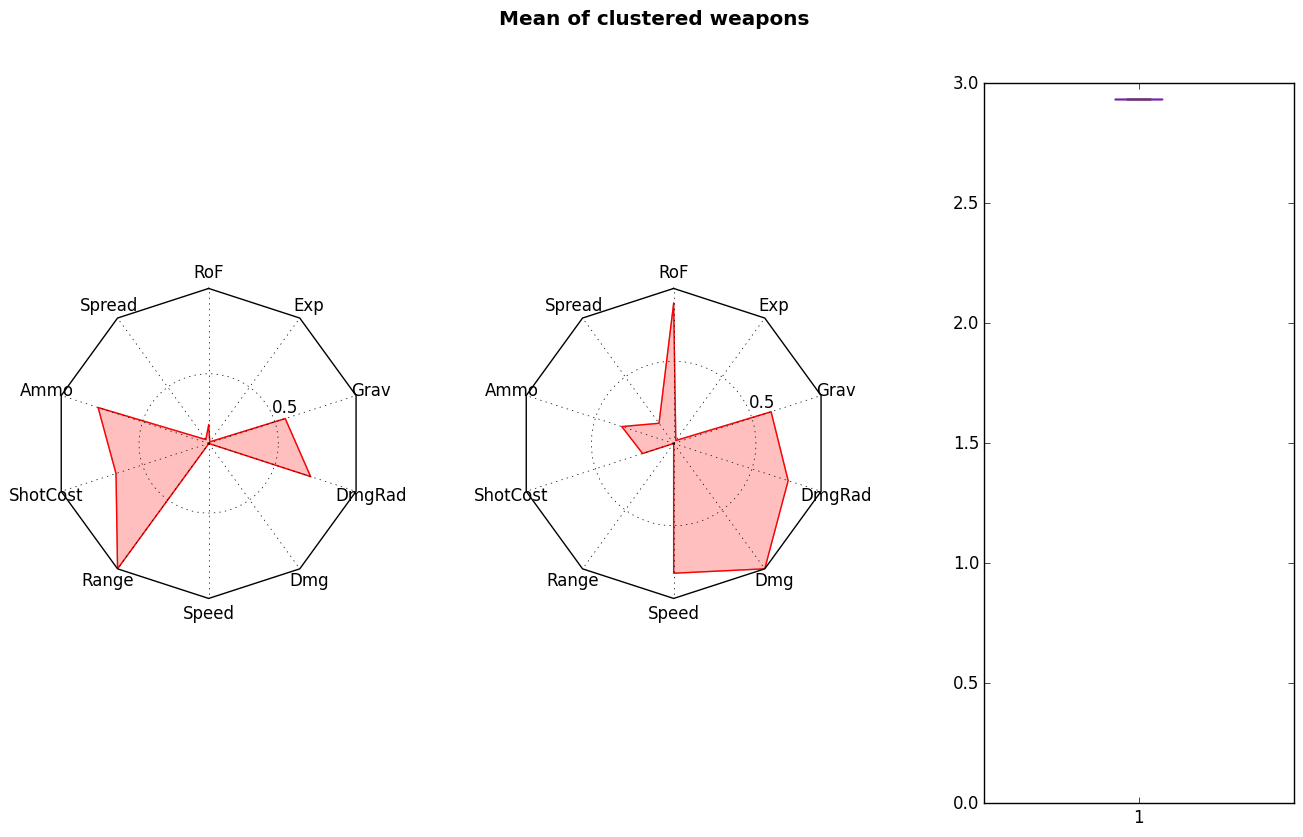 Mean of clustered weapons
RoF
Exp
Spread
Grav
Ammo
0.5
DmgRad
ShotCost
Dmg
Range
Speed
RoF
Exp
Spread
Grav
Ammo
0.5
DmgRad
ShotCost
Dmg
Range
Speed
3.0
2.5
2.0
1.5
1.0
0.5
0.0
1